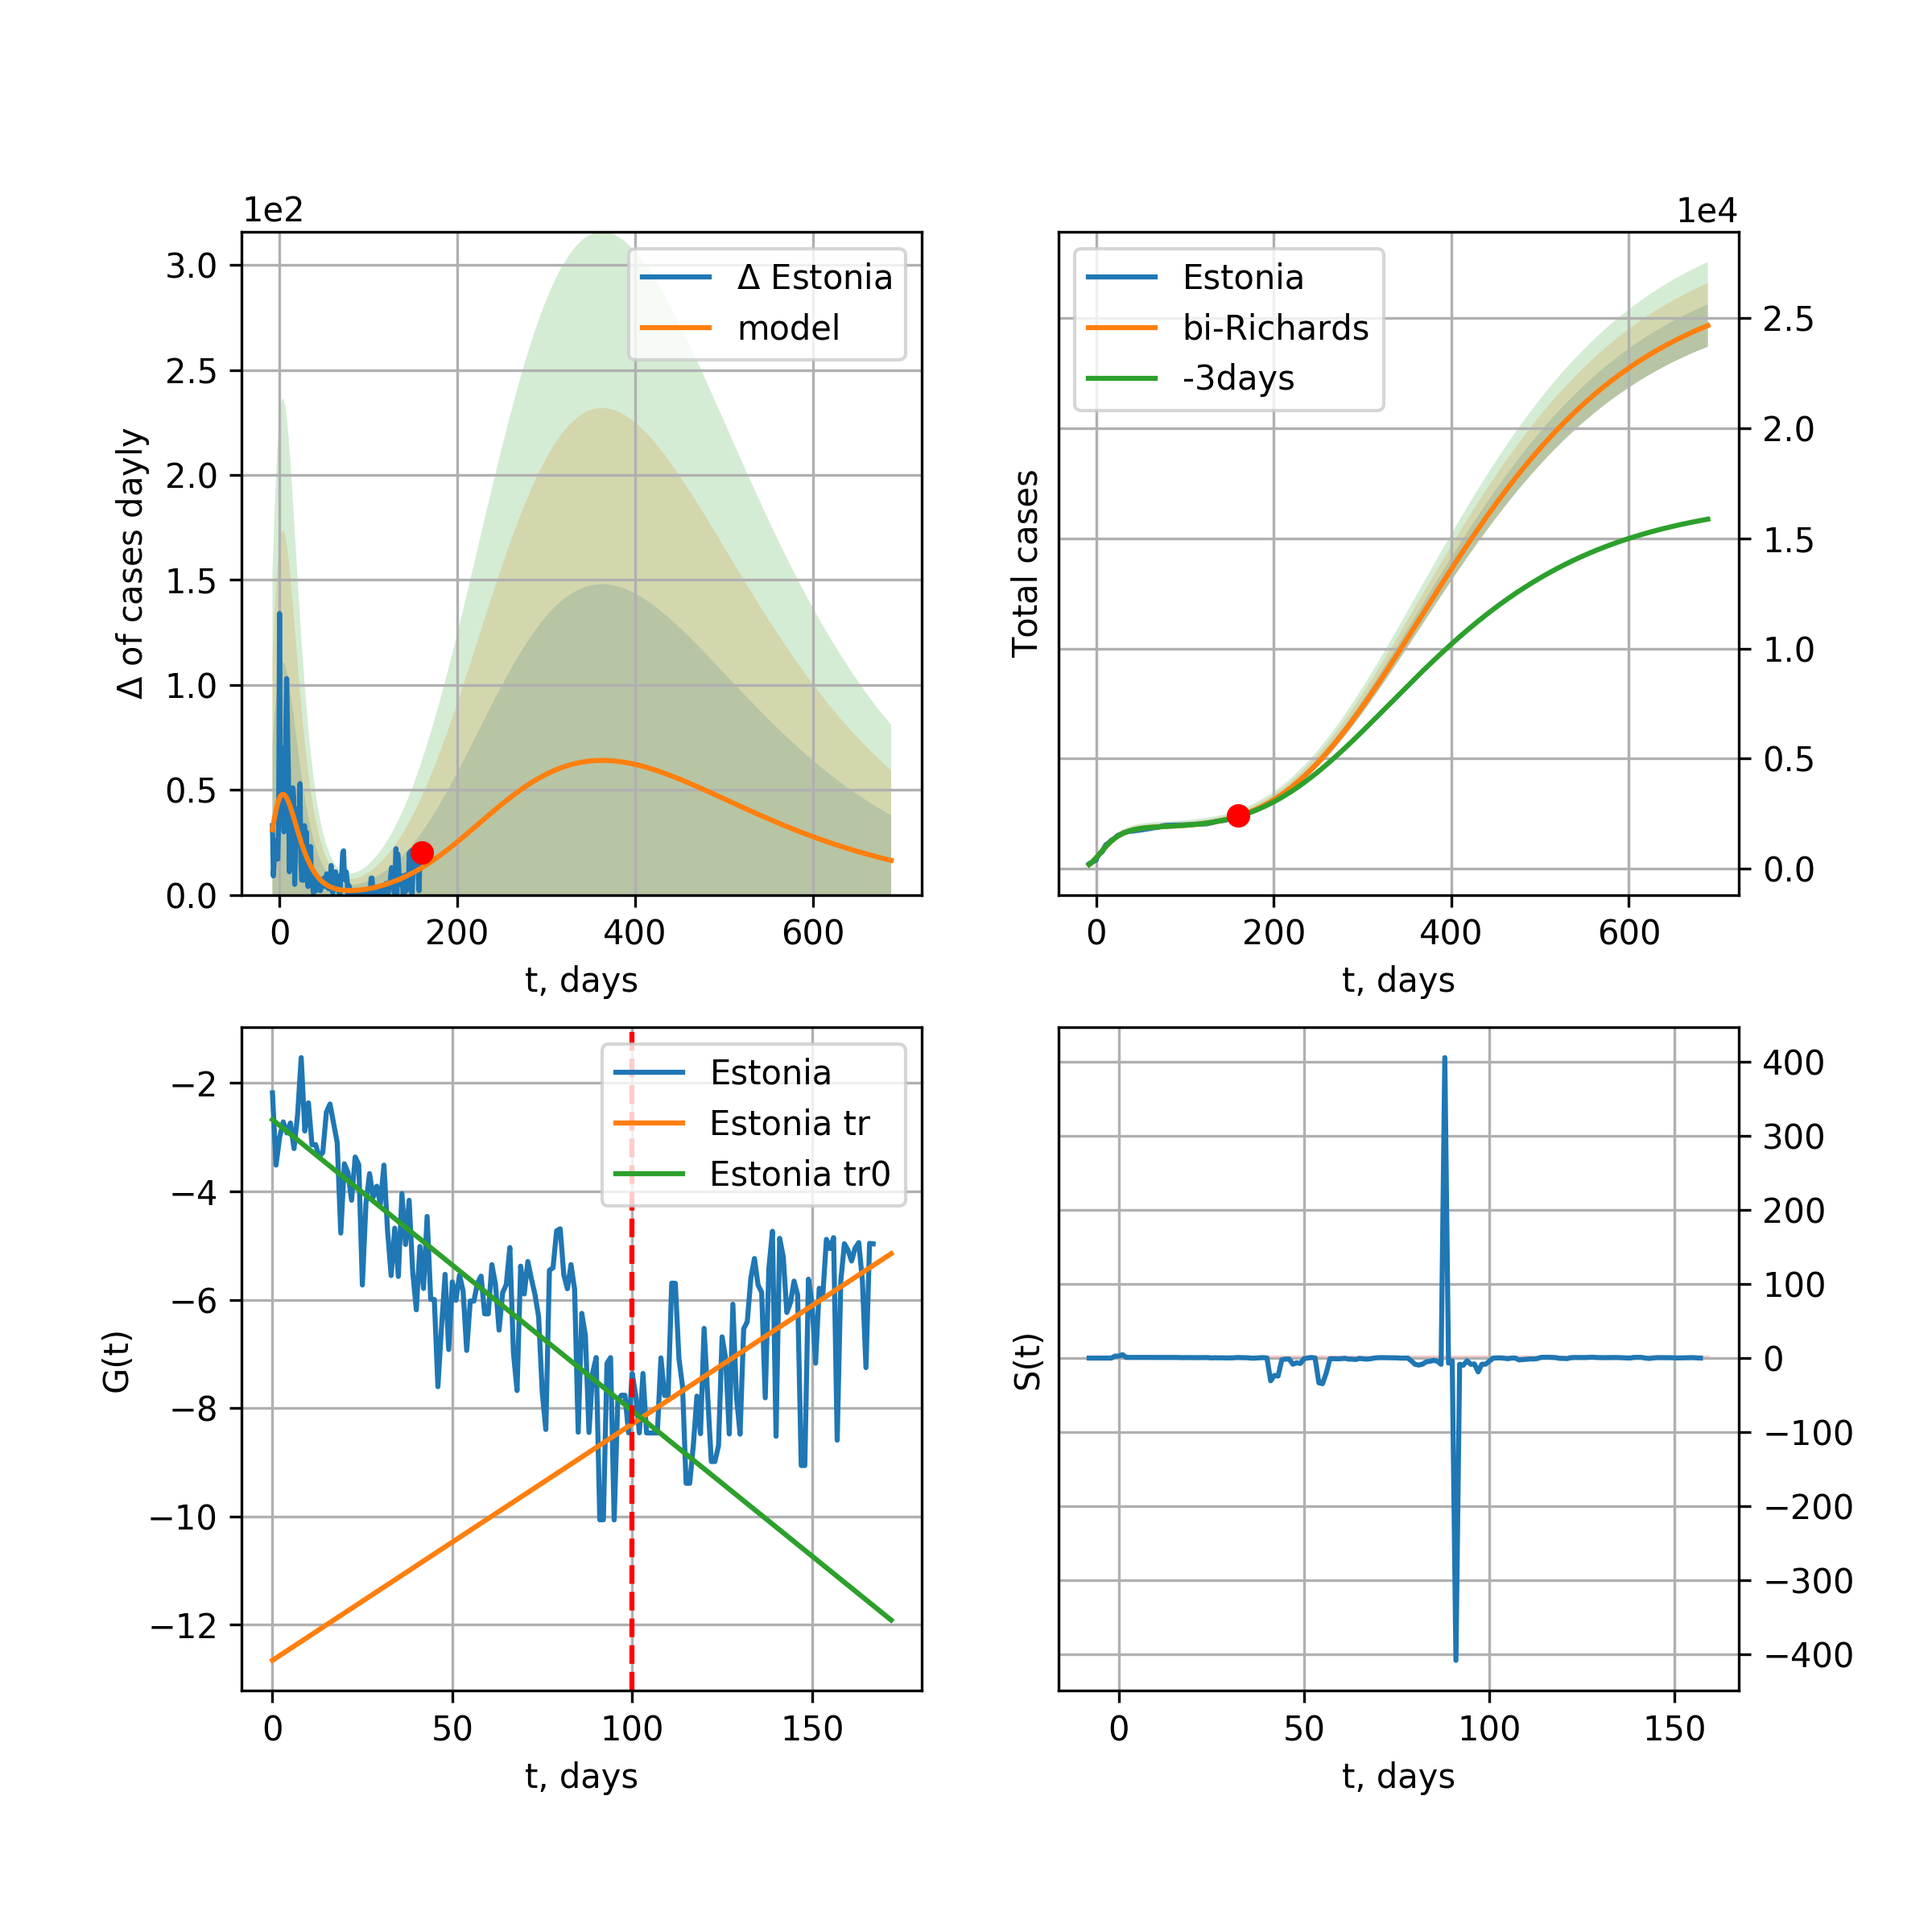 1e2
3.0
2.5
2.0
1.5
1.0
0.5
0.0
Δ of cases dayly
Δ Estonia
model
0 200 400 600
t, days
1e4
2.5
2.0
1.5
1.0
0.5
0.0
Total cases
Estonia
bi-Richards
-3days
0 200 400 600
t, days
−2
−4
−6
−8
−10
−12
G(t)
Estonia
Estonia tr
Estonia tr0
0 50 100 150
t, days
400
300
200
100
0
−100
−200
−300
−400
S(t)
0 50 100 150
t, days